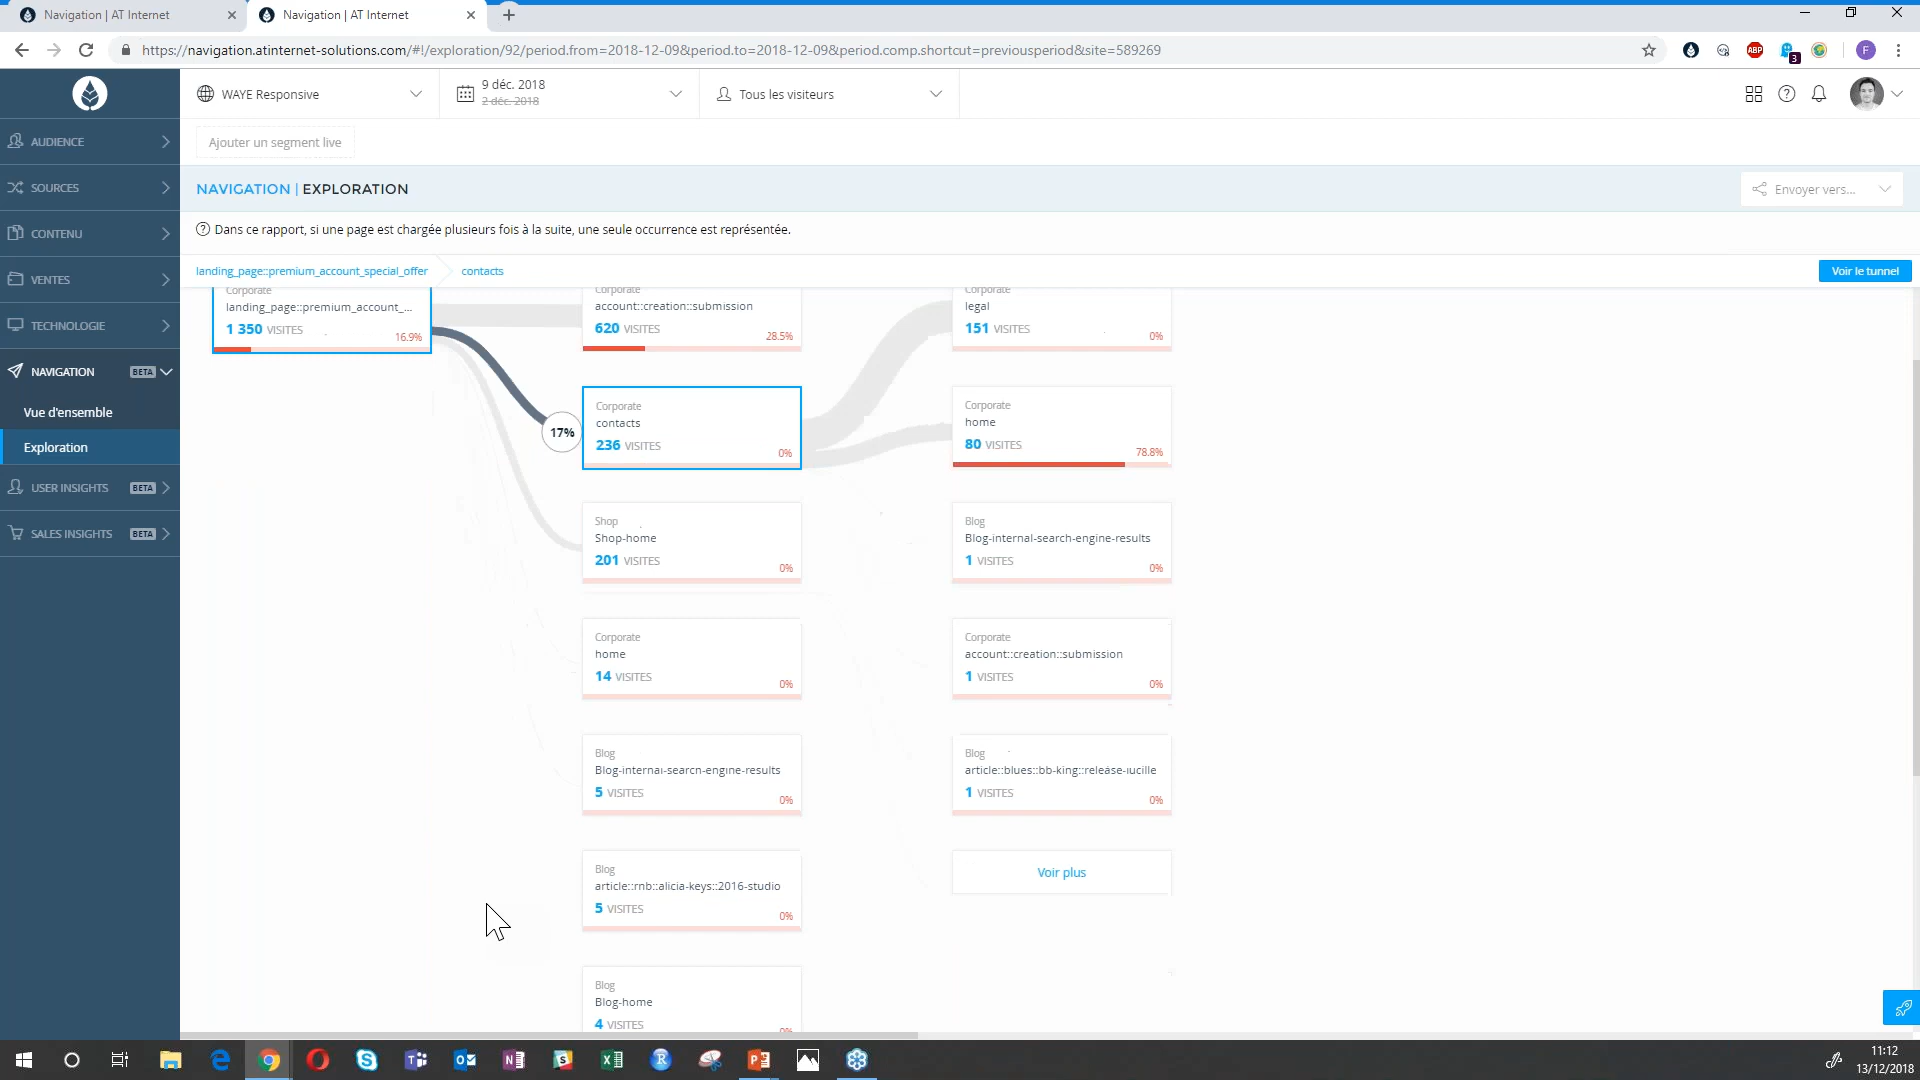 Navigation | AT Internet
Navigation | AT Internet
https://navigation.atinternet-solutions.com/#!/exploration/92/period.from=2018-12-09&period.to=2018-12-09&period.comp.shortcut=previousperiod&site=589269
ABP
3
F
WAYE Responsive
9 déc. 2018
2 déc. 2018
Tous les visiteurs
Ajouter un segment live
AUDIENCE
SOURCES
CONTENU
VENTES
TECHNOLOGIE
NAVIGATION BETA
Vue d'ensemble
Exploration
USER INSIGHTS BETA
SALES INSIGHTS BETA
NAVIGATION | EXPLORATION
Envoyer vers...
Dans ce rapport, si une page est chargée plusieurs fois à la suite, une seule occurrence est représentée.
landing_page::premium_account_special_offer
contacts
Voir le tunnel
Corporate
landing_page::premium_account_...
1 350 VISITES
16.9%
17%
Corporate
account::creation::submission
620 VISITES
28.5%
Corporate
contacts
236 VISITES
0%
Shop
Shop-home
201 VISITES
0%
Corporate
home
14 VISITES
0%
Blog
Blog-internal-search-engine-results
5 VISITES
0%
Blog
article::rnb::alicia-keys::2016-studio
5 VISITES
0%
Blog
Blog-home
4 VISITES
0%
Corporate
legal
151 VISITES
0%
Corporate
home
80 VISITES
78.8%
Blog
Blog-internal-search-engine-results
1 VISITES
0%
Corporate
account::creation::submission
1 VISITES
0%
Blog
article::blues::bb-king::release-lucille
1 VISITES
0%
Voir plus
11:12
13/12/2018